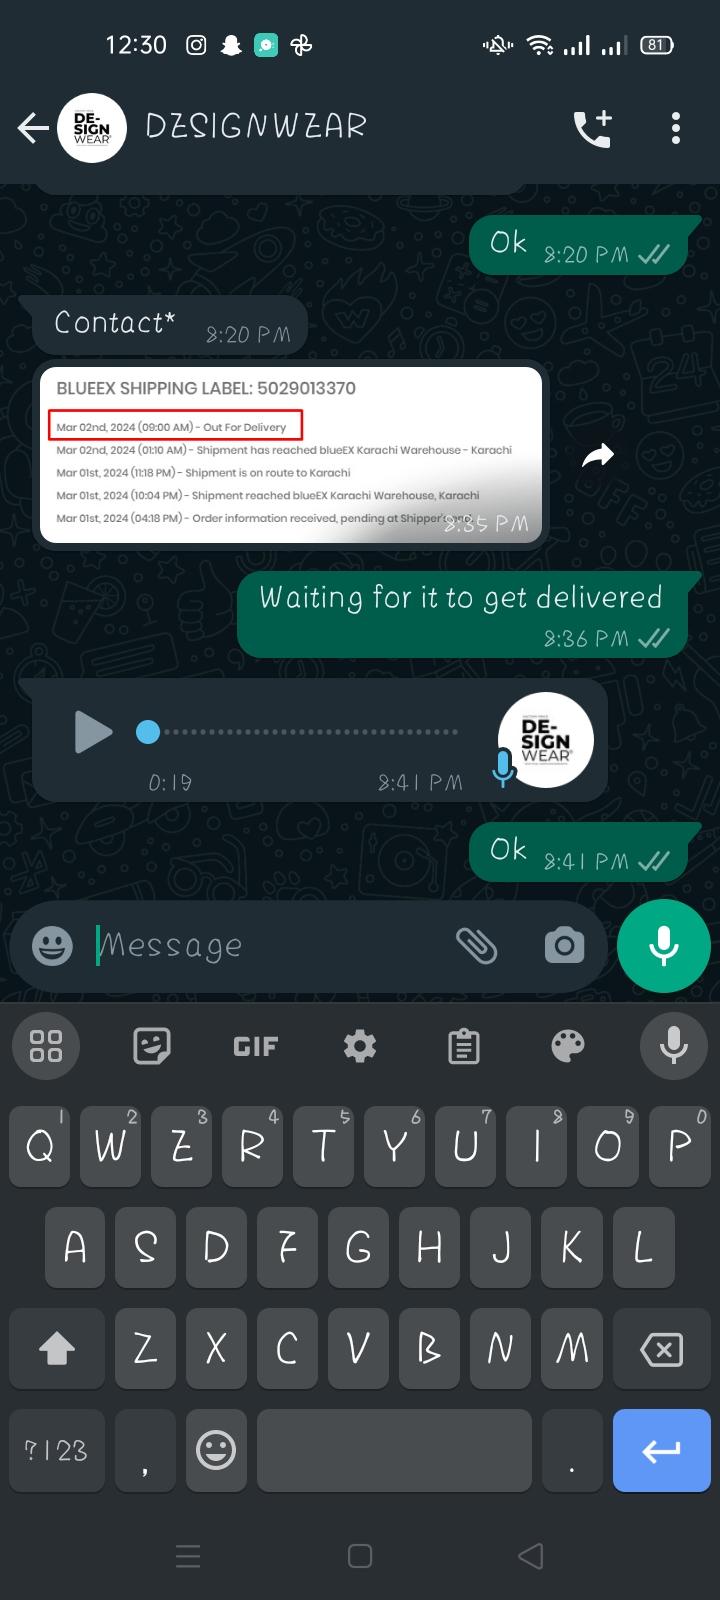 12:30
81
DE-
SIGN
WEAR
DESIGNWEAR
Ok 8:20 PM
Contact* 8:20 PM
BLUEEX SHIPPING LABEL: 5029013370
Mar 02nd, 2024 (09:00 AM) - Out For Delivery
Mar 02nd, 2024 (01:10 AM) - Shipment has reached blueEX Karachi Warehouse - Karachi
Mar 01st, 2024 (11:18 PM) - Shipment is on route to Karachi
Mar 01st, 2024 (10:04 PM) - Shipment reached blueEX Karachi Warehouse, Karachi
Mar 01st, 2024 (04:18 PM) - Order information received, pending at Shipper's end.
8:35 PM
Waiting for it to get delivered
8:36 PM
DE-
SIGN
WEAR
0:19 8:41 PM
Ok 8:41 PM
Message
GIF
1 2 3 4 5 6 7 8 9 0
Q W E R T Y U I O P
A S D F G H J K L
Z X C V B N M
?123 , .